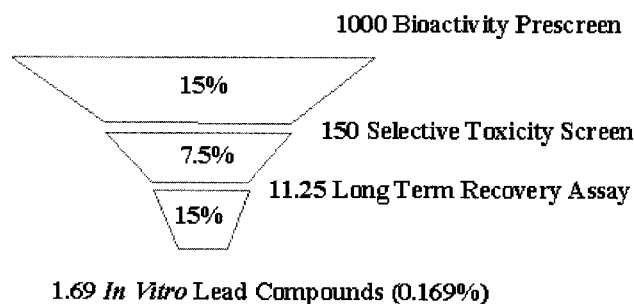 1000 Bioactivity Prescreen
15%
150 Selective Toxicity Screen
7.5%
11.25 Long Term Recovery Assay
15%
1.69 In Vitro Lead Compounds (0.169%)